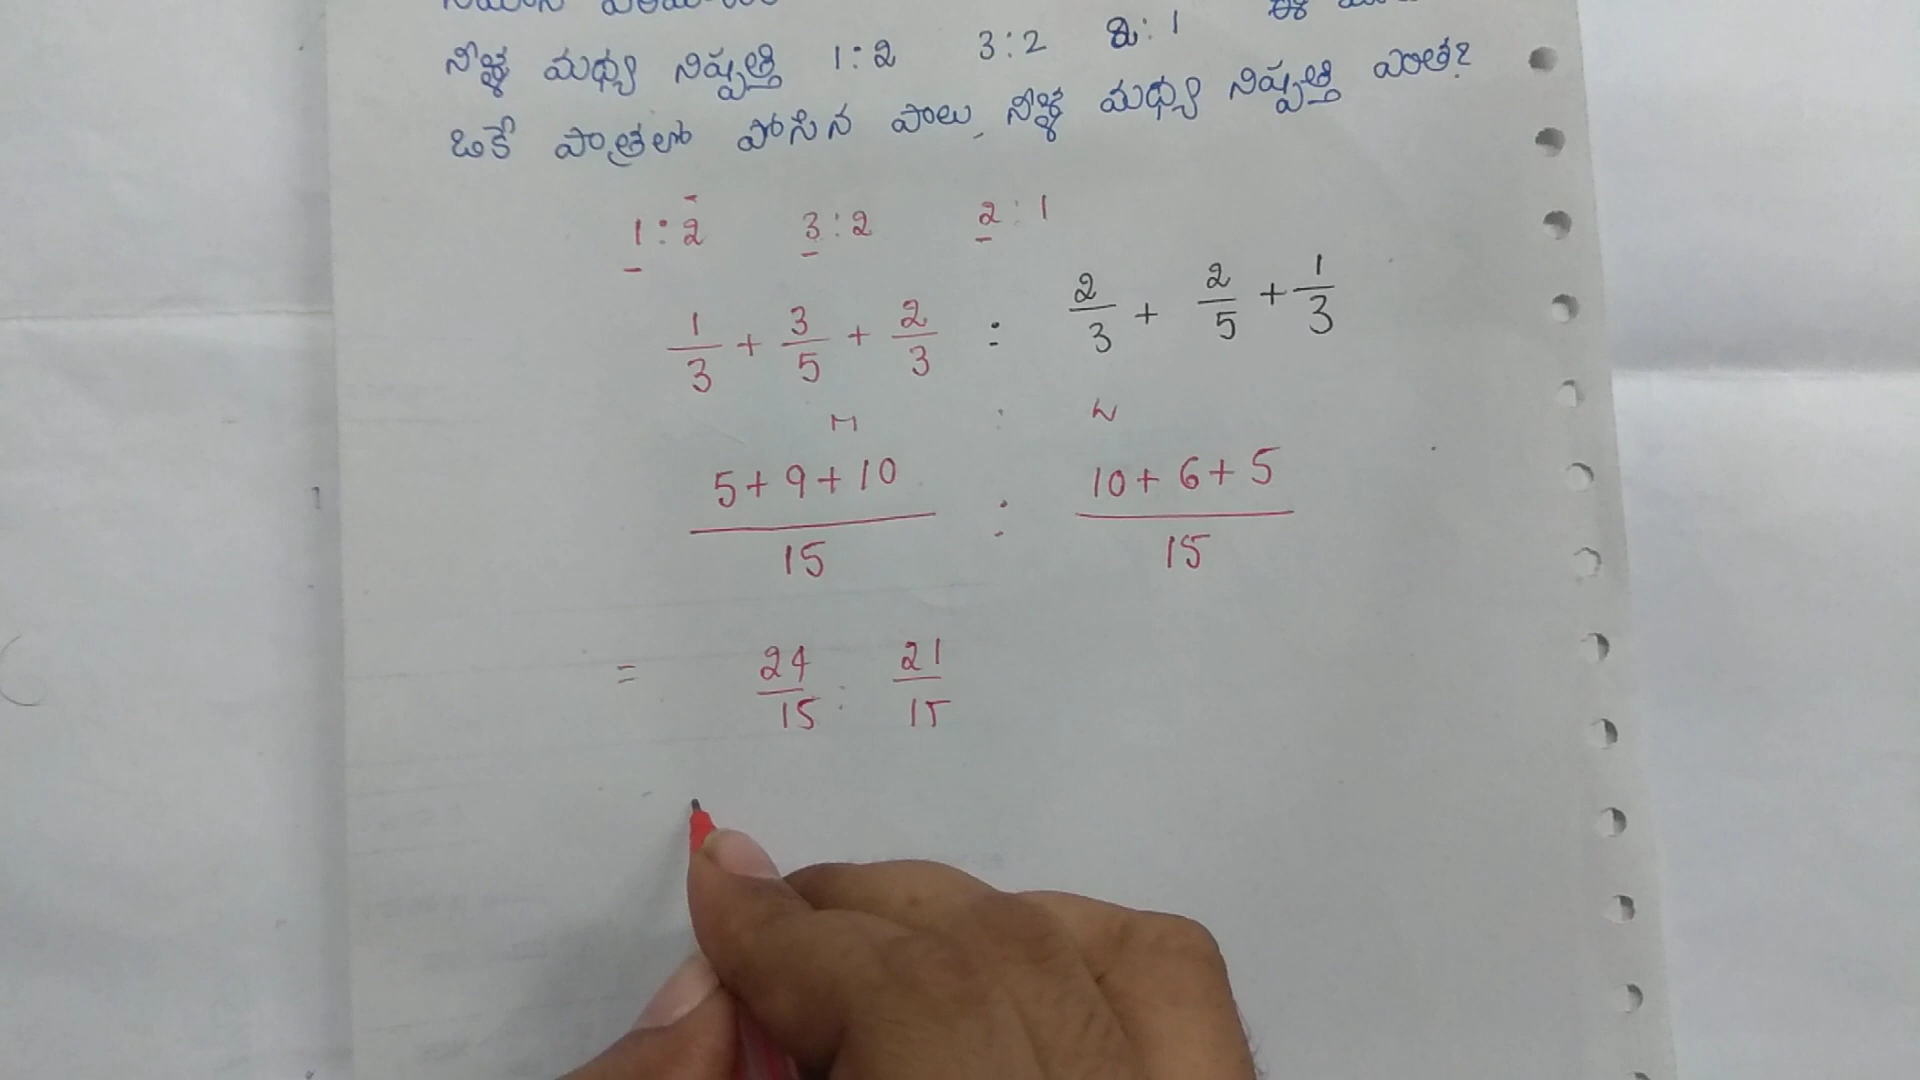 నీళ్ళ మధ్య నిష్పత్తి 1:2 3:2 2:1 ఈ
ఒకే పాత్రలో పోసిన పాలు, నీళ్ళ మధ్య నిష్పత్తి ఎంత?
1:2 3:2 2:1
1/3 + 3/5 + 2/3 : 2/3 + 2/5 + 1/3
M : W
5+9+10/15 : 10+6+5/15
= 24/15 : 21/15